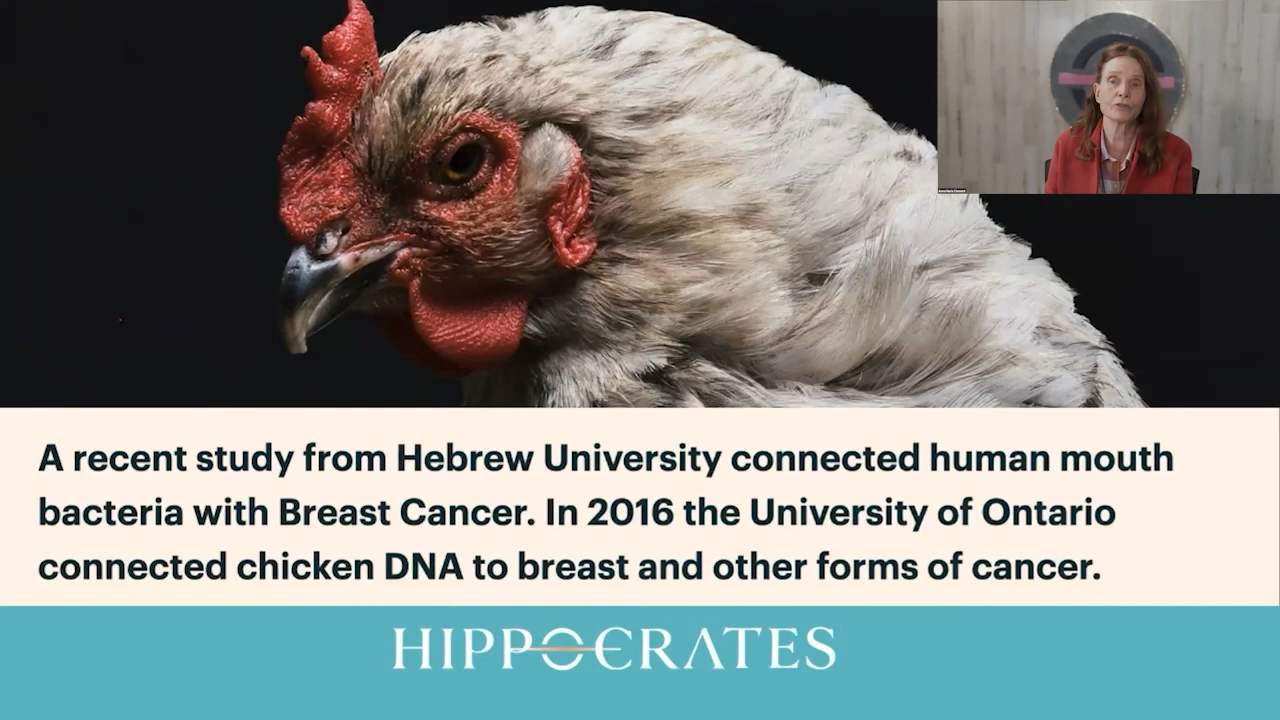 A recent study from Hebrew University connected human mouth
bacteria with Breast Cancer. In 2016 the University of Ontario
connected chicken DNA to breast and other forms of cancer.
HIPPOCRATES